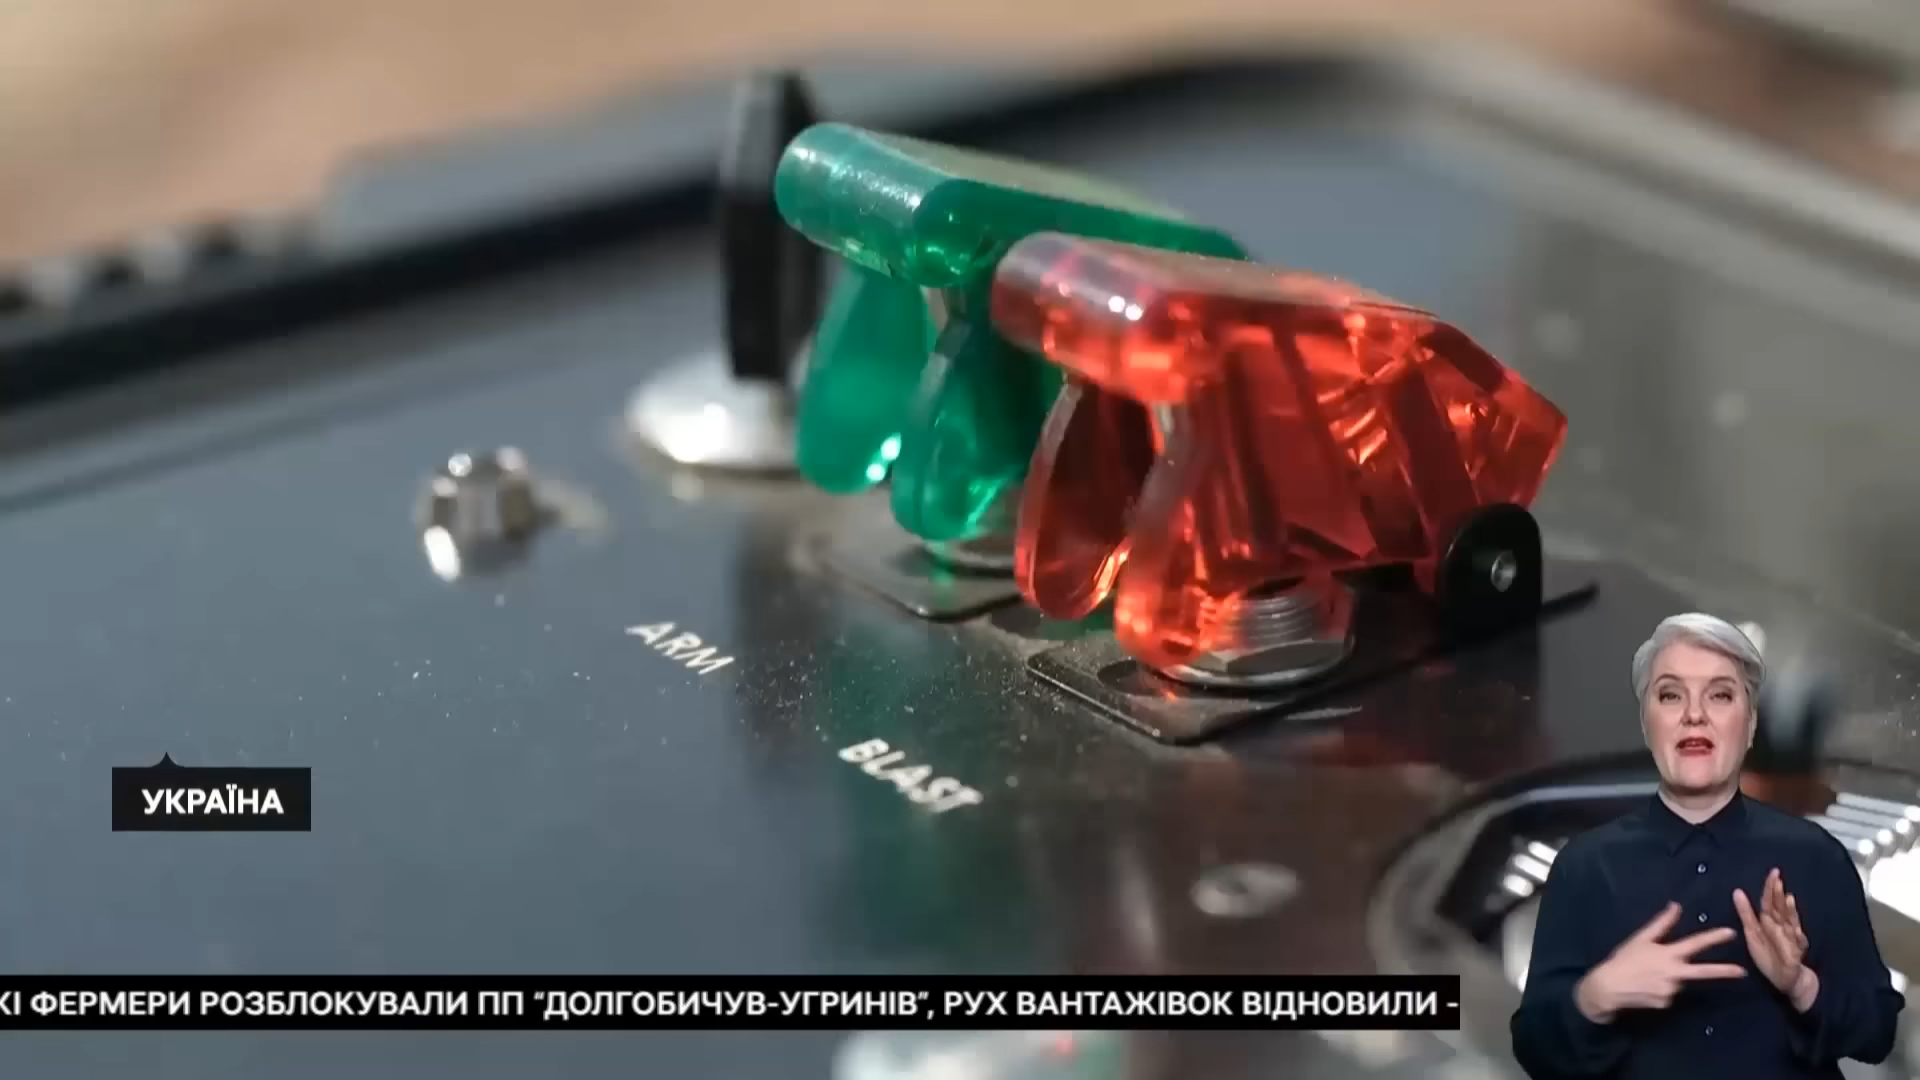 ARM
BLAST
УКРАЇНА
КІ ФЕРМЕРИ РОЗБЛОКУВАЛИ ПП “ДОЛГОБИЧУВ-УГРИНІВ”, РУХ ВАНТАЖІВОК ВІДНОВИЛИ -